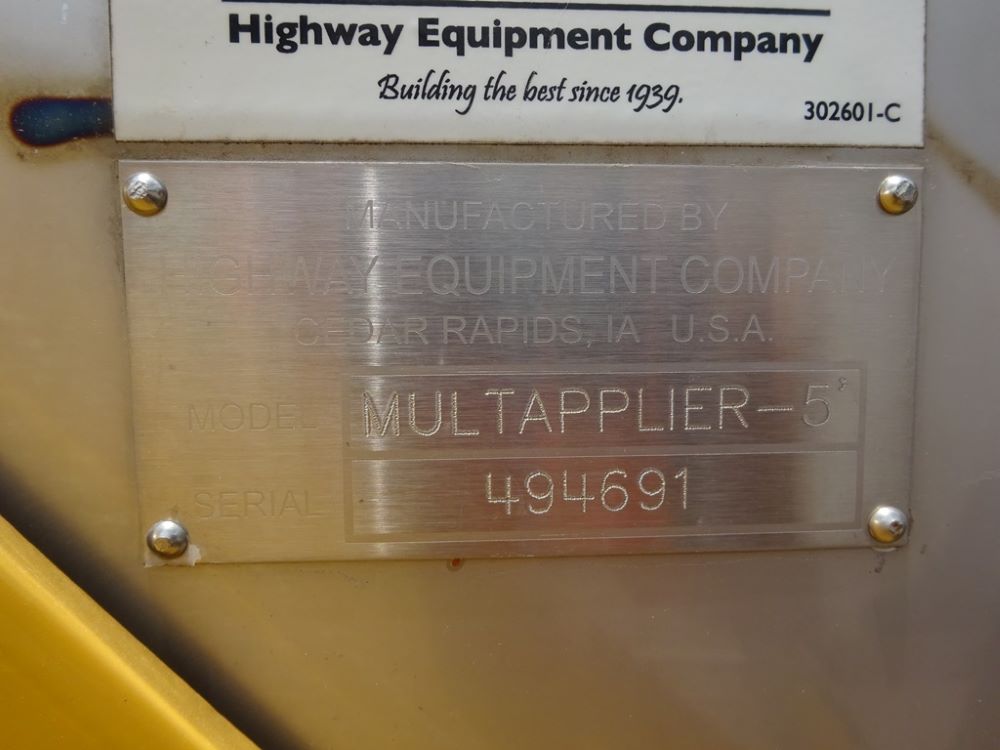 Highway Equipment Company
Building the best since 1939.
302601-C
MANUFACTURED BY
HIGHWAY EQUIPMENT COMPANY
CEDAR RAPIDS, IA U.S.A.
MODEL MULTAPPLIER-5
SERIAL 494691